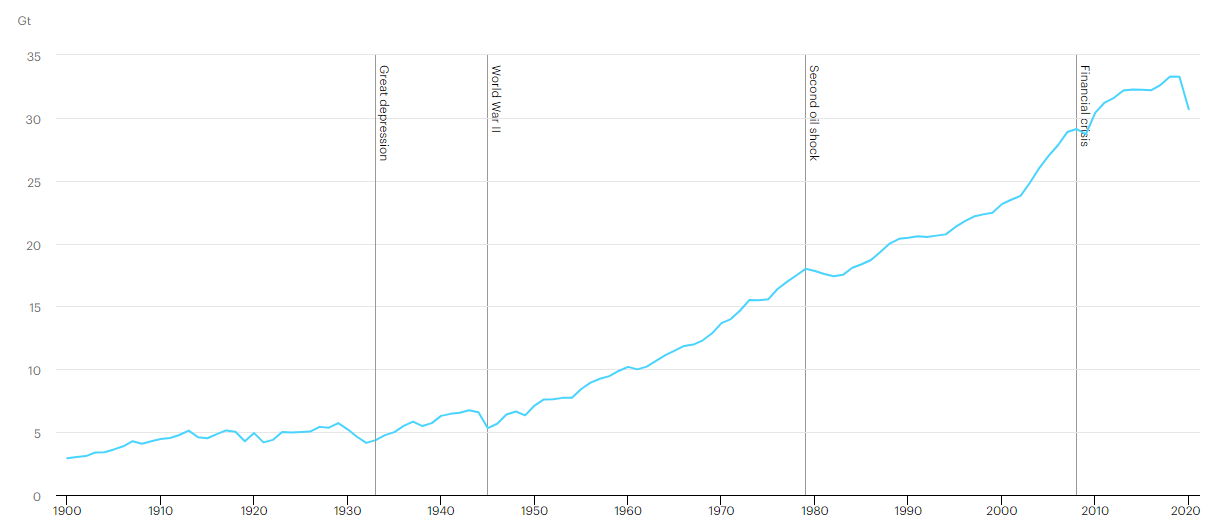 Gt
35
30
25
20
15
10
5
0
Great depression
World War II
Second oil shock
Financial crisis
1900 1910 1920 1930 1940 1950 1960 1970 1980 1990 2000 2010 2020